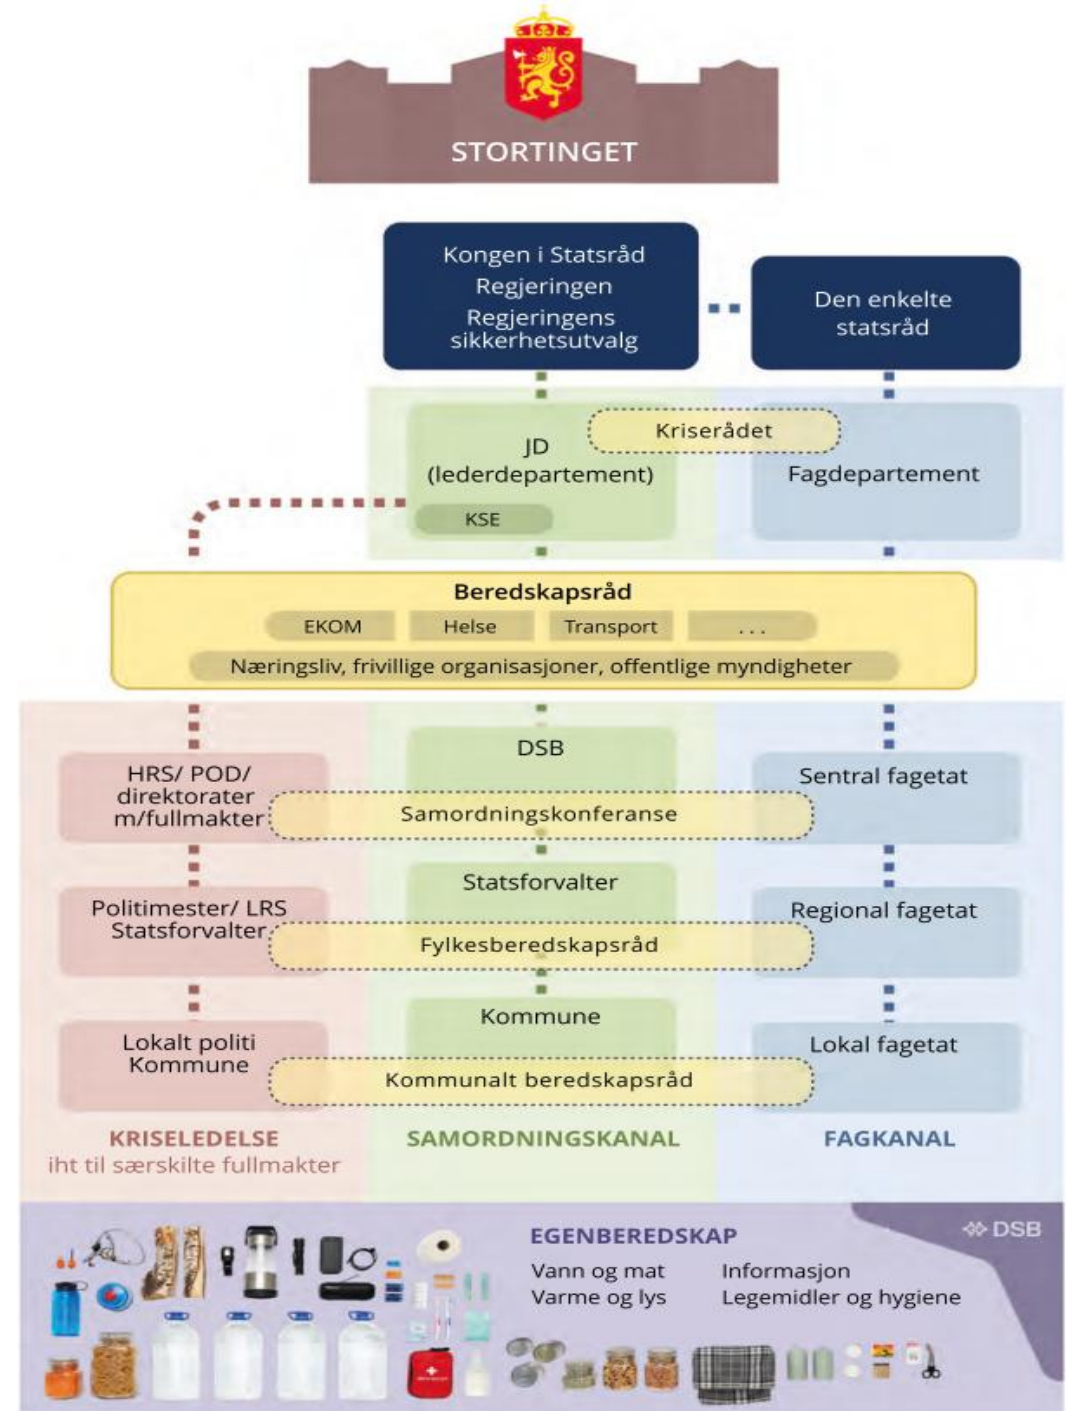 STORTINGET
Kongen i Statsråd
Regjeringen
Regjeringens
sikkerhetsutvalg
Den enkelte
statsråd
Kriserådet
JD
(lederdepartement)
KSE
Fagdepartement
Beredskapsråd
EKOM
Helse
Transport
...
Næringsliv, frivillige organisasjoner, offentlige myndigheter
HRS/ POD/
direktorater
m/fullmakter
DSB
Sentral fagetat
Samordningskonferanse
Politimester/ LRS
Statsforvalter
Statsforvalter
Regional fagetat
Fylkesberedskapsråd
Lokalt politi
Kommune
Kommune
Lokal fagetat
Kommunalt beredskapsråd
KRISELEDELSE
iht til særskilte fullmakter
SAMORDNINGSKANAL
FAGKANAL
EGENBEREDSKAP
Vann og mat
Varme og lys
Informasjon
Legemidler og hygiene
DSB